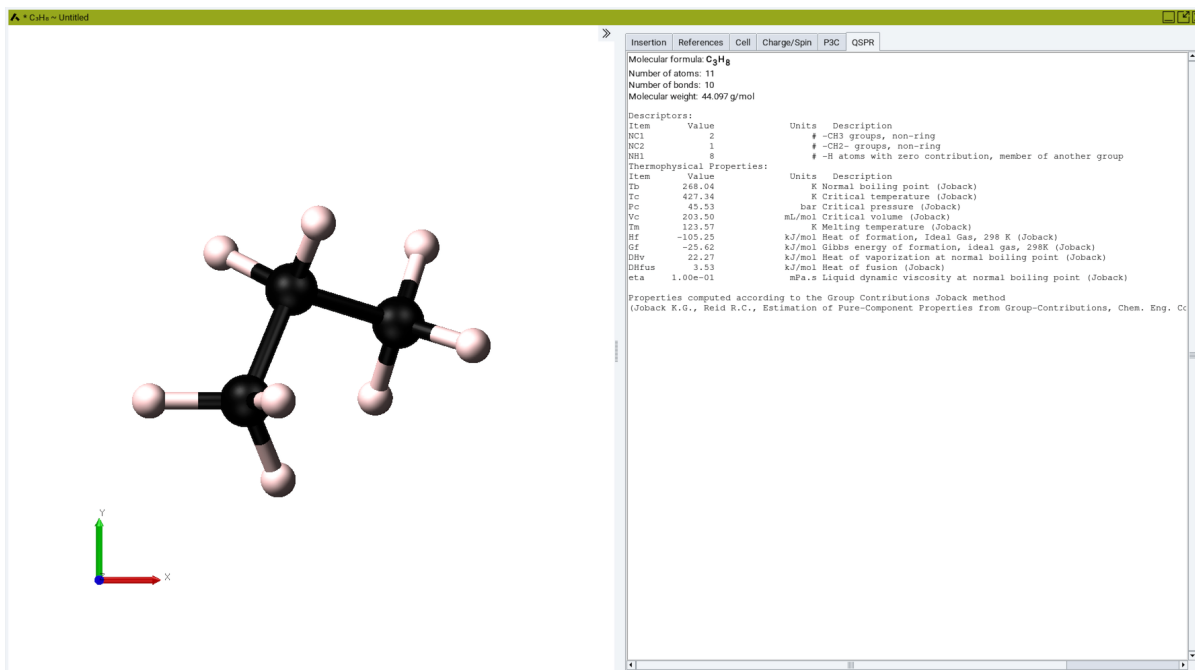 * C₃H₈ ~ Untitled
Insertion References Cell Charge/Spin P3C QSPR
Molecular formula: C₃H₈
Number of atoms: 11
Number of bonds: 10
Molecular weight: 44.097 g/mol
Descriptors:
Item Value Units Description
NC1 2 # -CH3 groups, non-ring
NC2 1 # -CH2- groups, non-ring
NH1 8 # -H atoms with zero contribution, member of another group
Thermophysical Properties:
Item Value Units Description
Tb 268.04 K Normal boiling point (Joback)
Tc 427.34 K Critical temperature (Joback)
Pc 45.53 bar Critical pressure (Joback)
Vc 203.50 mL/mol Critical volume (Joback)
Tm 123.57 K Melting temperature (Joback)
Hf -105.25 kJ/mol Heat of formation, Ideal Gas, 298 K (Joback)
Gf -25.62 kJ/mol Gibbs energy of formation, ideal gas, 298K (Joback)
DHv 22.27 kJ/mol Heat of vaporization at normal boiling point (Joback)
DHfus 3.53 kJ/mol Heat of fusion (Joback)
eta 1.00e-01 mPa.s Liquid dynamic viscosity at normal boiling point (Joback)
Properties computed according to the Group Contributions Joback method
(Joback K.G., Reid R.C., Estimation of Pure-Component Properties from Group-Contributions, Chem. Eng. Co
Y
X